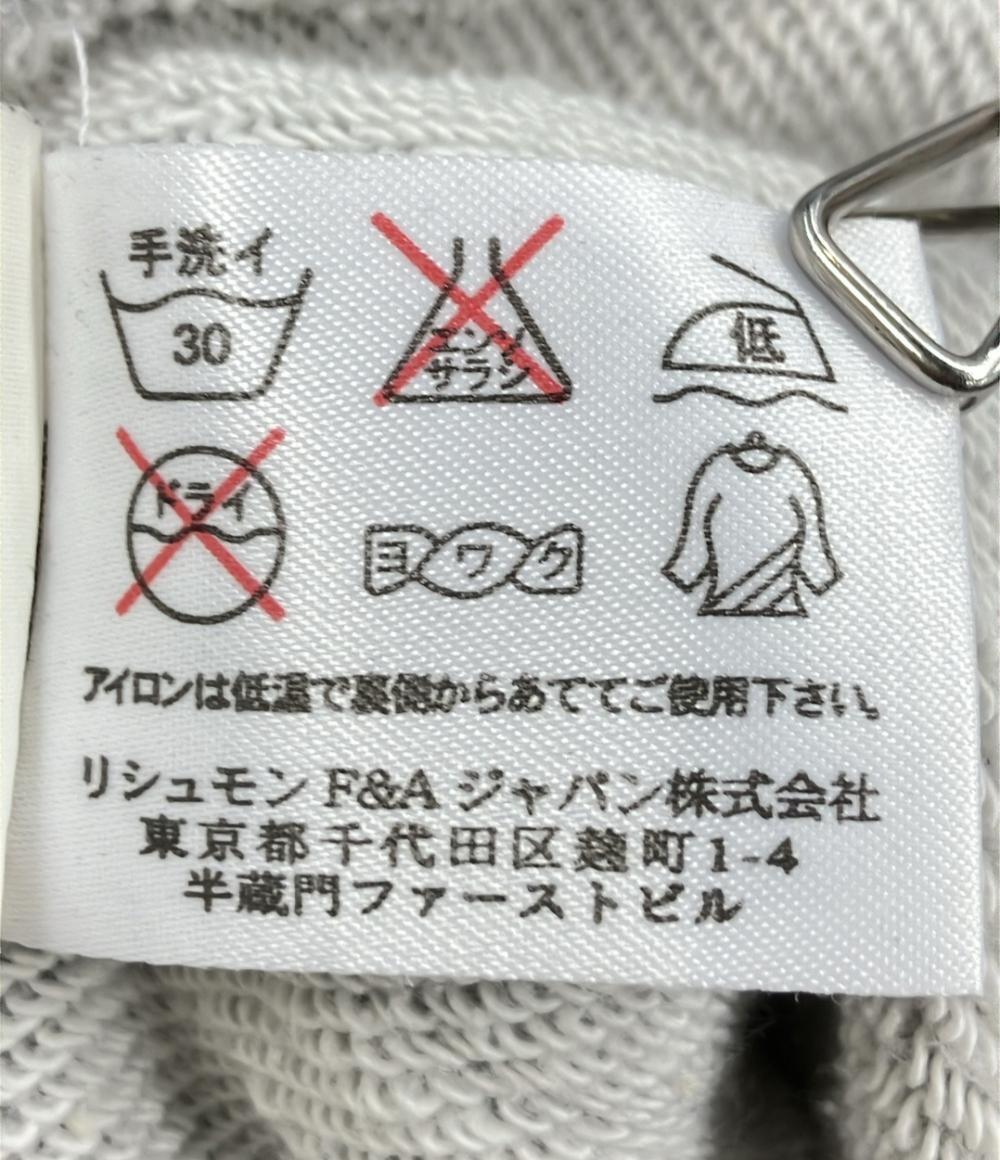 手洗イ
30
エンソ
サラシ
低
ドライ
ヨワク
アイロンは低温で裏側からあててご使用下さい。
リシュモン F&A ジャパン株式会社
東京都千代田区麹町1-4
半蔵門ファーストビル